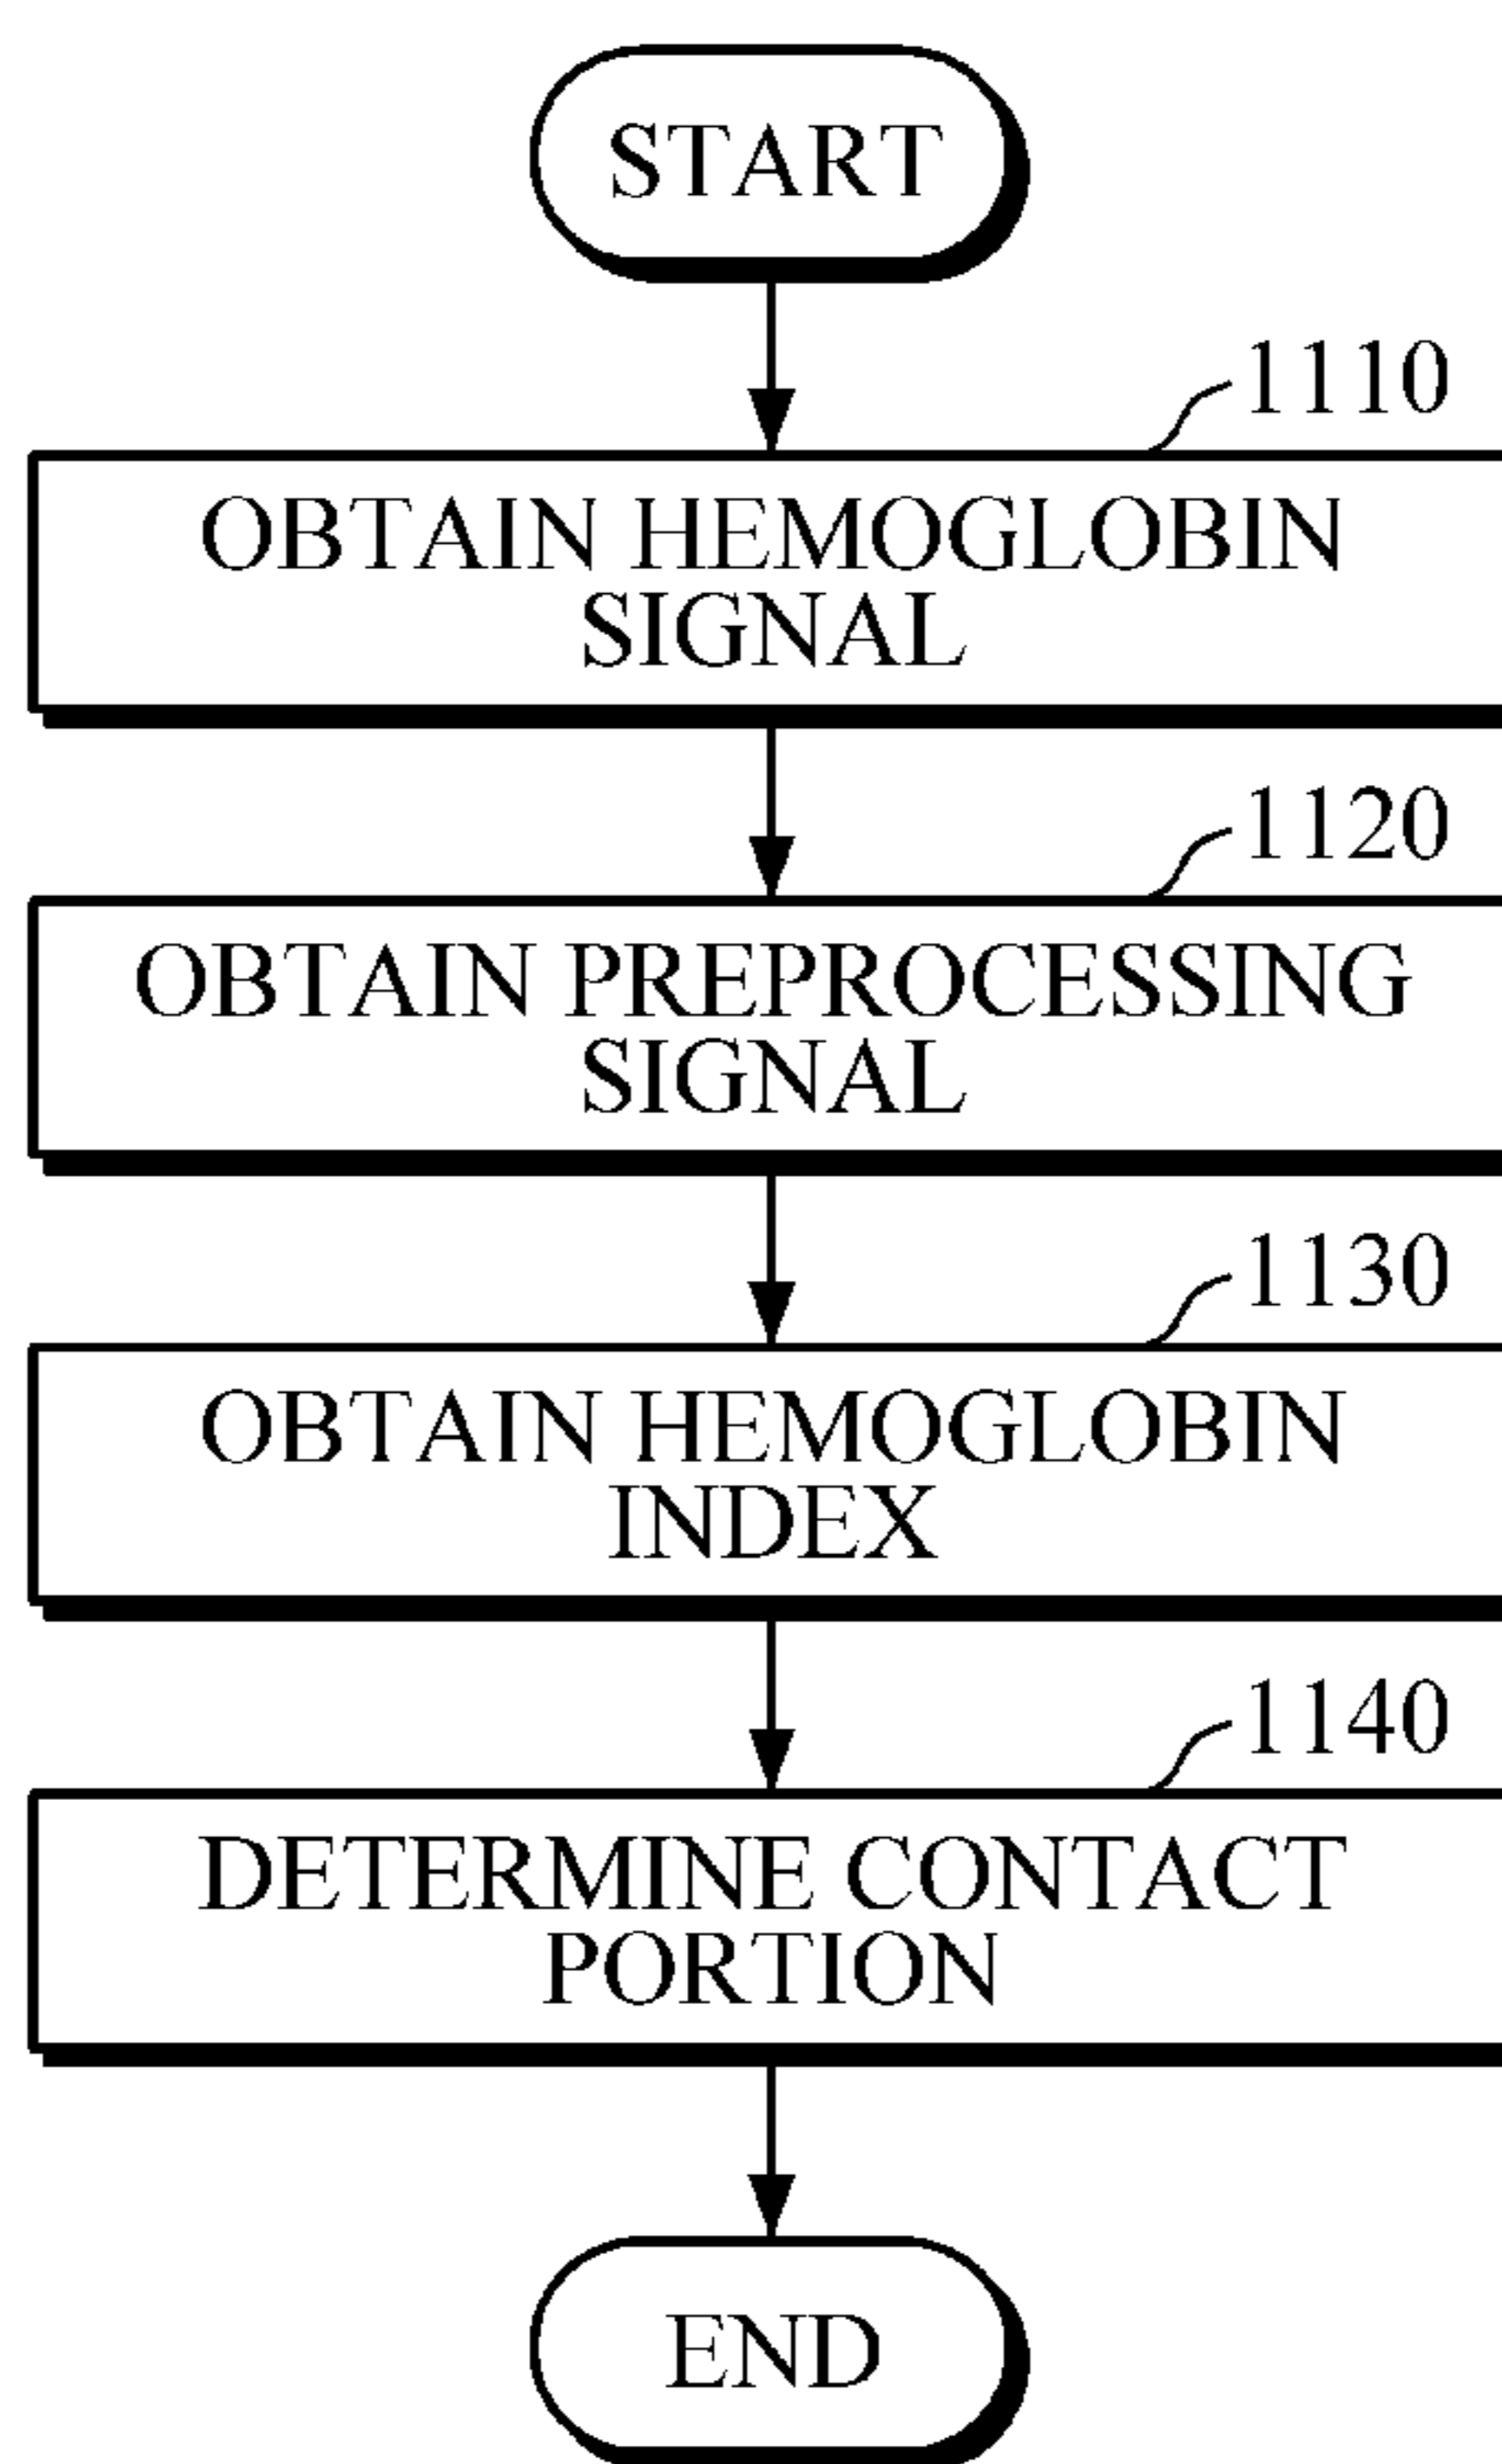 START
1110
OBTAIN HEMOGLOBIN
SIGNAL
1120
OBTAIN PREPROCESSING
SIGNAL
1130
OBTAIN HEMOGLOBIN
INDEX
1140
DETERMINE CONTACT
PORTION
END